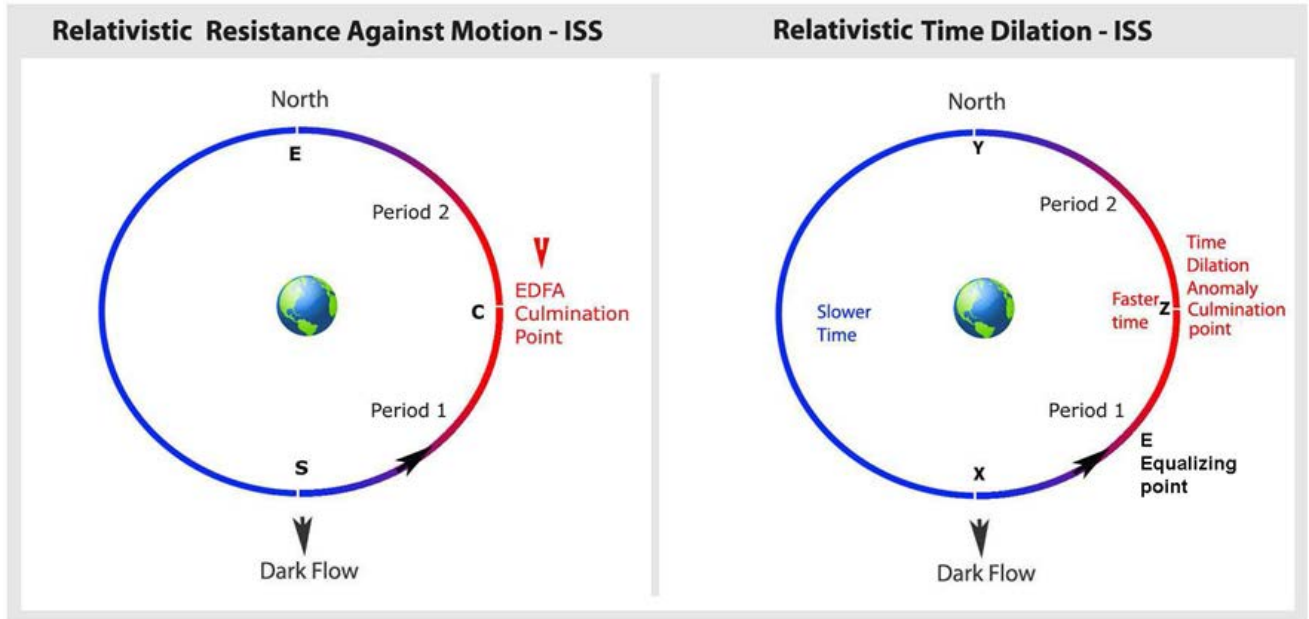 Relativistic Resistance Against Motion - ISS
North
E
Period 2
EDFA
Culmination
Point
C
Period 1
S
Dark Flow
Relativistic Time Dilation - ISS
North
Y
Period 2
Time
Dilation
Anomaly
Culmination
point
Faster
time
Z
Slower
Time
Period 1
E
Equalizing
point
X
Dark Flow